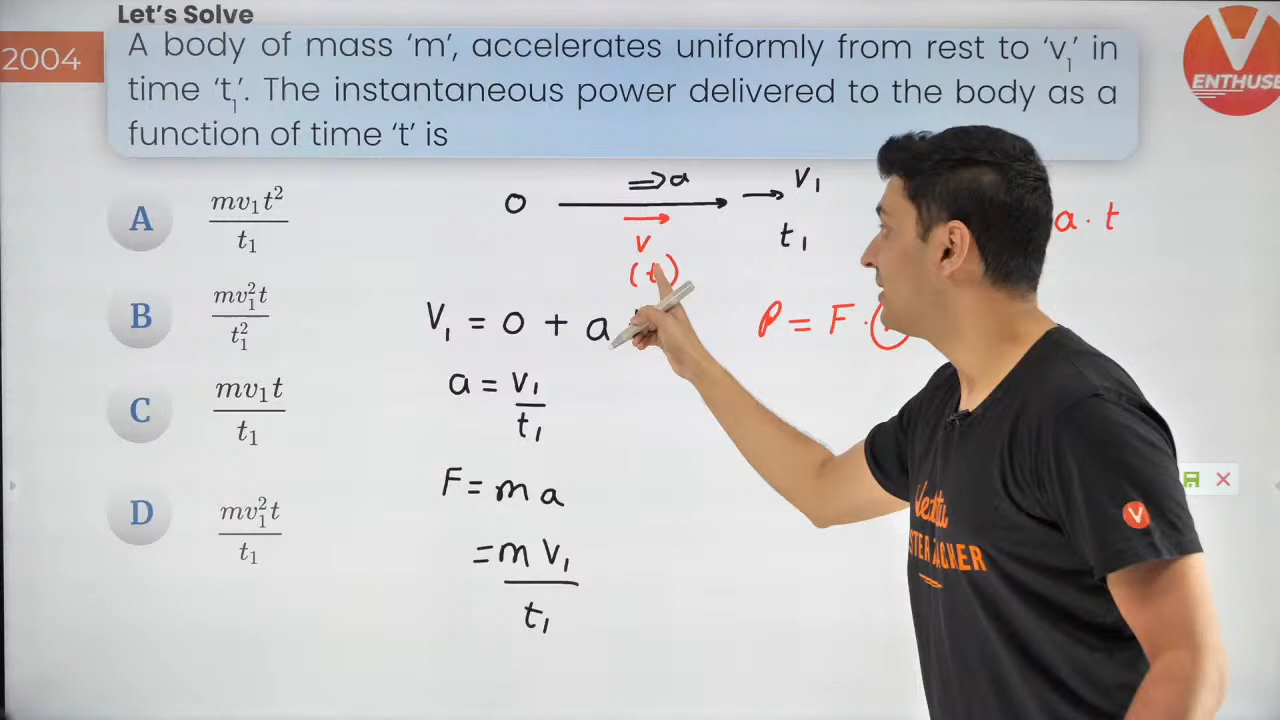 Let's Solve
2004
A body of mass 'm', accelerates uniformly from rest to 'v₁' in
time 't₁'. The instantaneous power delivered to the body as a
function of time 't' is
ENTHUSE
A mv₁t²/t₁
B mv₁²t/t₁²
C mv₁t/t₁
D mv₁²t/t₁
0 ⇒a → v₁
v t₁
(t)
a · t
V₁ = 0 + a
P = F ·
a = v₁/t₁
F = ma
= m v₁/t₁
V